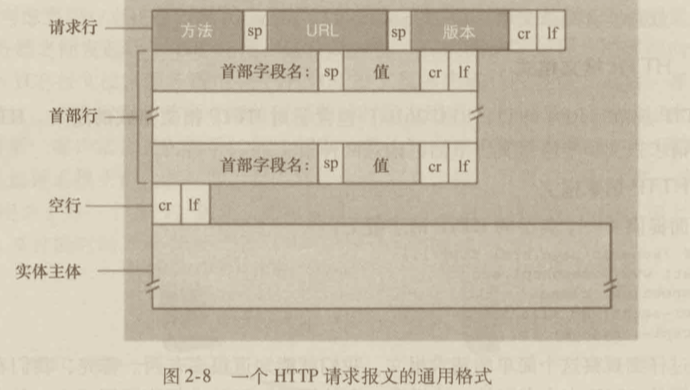 请求行 方法 sp URL sp 版本 cr lf
首部字段名: sp 值 cr lf
首部行
首部字段名: sp 值 cr lf
空行 cr lf
实体主体
图 2-8 一个 HTTP 请求报文的通用格式